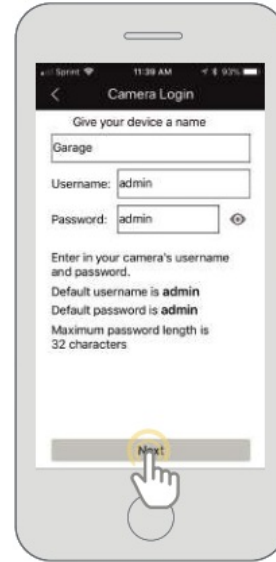 Sprint 11:39 AM 93%
Camera Login
Give your device a name
Garage
Username: admin
Password: admin
Enter in your camera's username
and password.
Default username is admin
Default password is admin
Maximum password length is
32 characters
Next